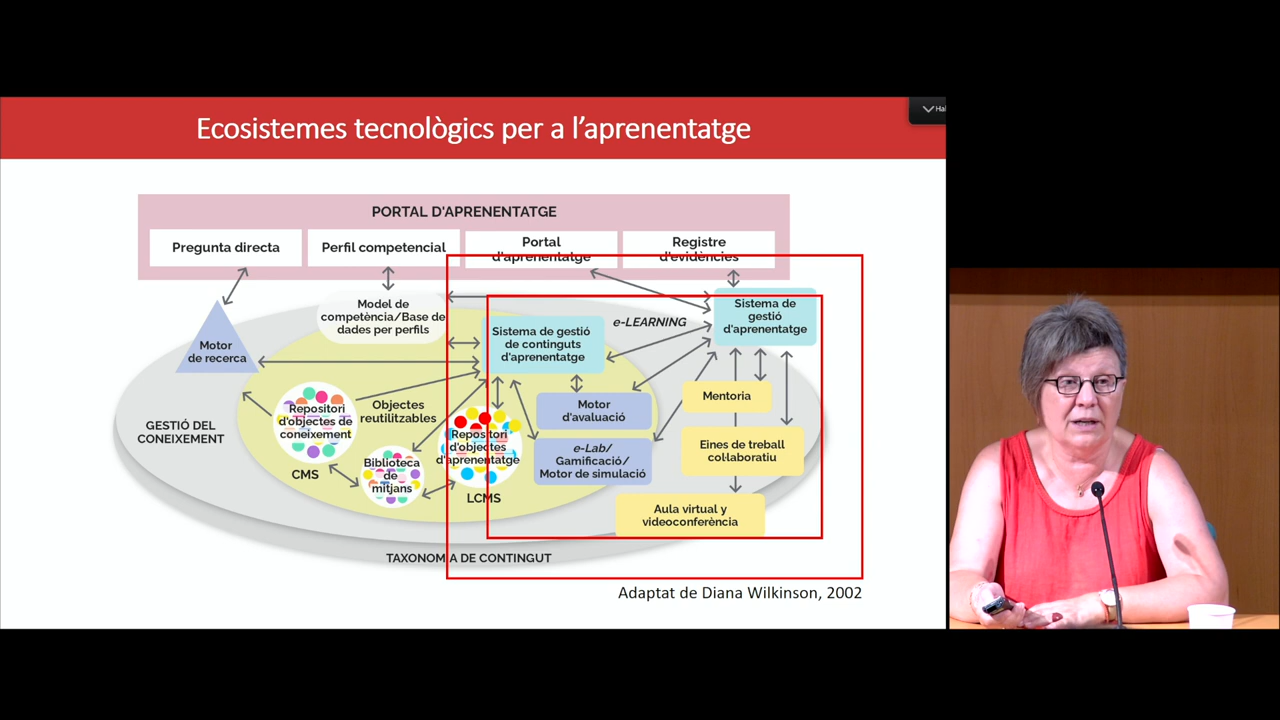 Ecosistemes tecnològics per a l'aprenentatge
PORTAL D'APRENENTATGE
Pregunta directa
Perfil competencial
Portal
d'aprenentatge
Registre
d'evidències
Model de
competència/Base de
dades per perfils
Motor
de recerca
Sistema de gestió
de continguts
d'aprenentatge
e-LEARNING
Sistema de
gestió
d'aprenentatge
GESTIÓ DEL
CONEIXEMENT
Repositori
d'objectes de
coneixement
CMS
Objectes
reutilitzables
Biblioteca
de
mitjans
Repositori
d'objectes
d'aprenentatge
LCMS
Motor
d'avaluació
e-Lab/
Gamificació/
Motor de simulació
Mentoria
Eines de treball
col·laboratiu
Aula virtual y
videoconferència
TAXONOMIA DE CONTINGUT
Adaptat de Diana Wilkinson, 2002